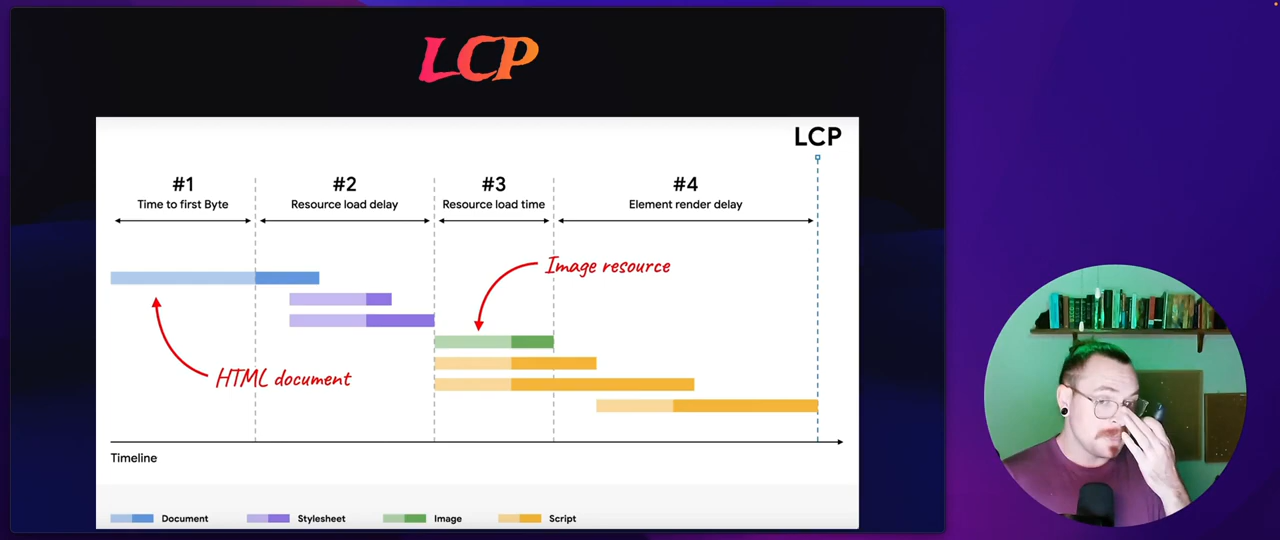 LCP
LCP
#1
Time to first Byte
#2
Resource load delay
#3
Resource load time
#4
Element render delay
Image resource
HTML document
Timeline
Document
Stylesheet
Image
Script